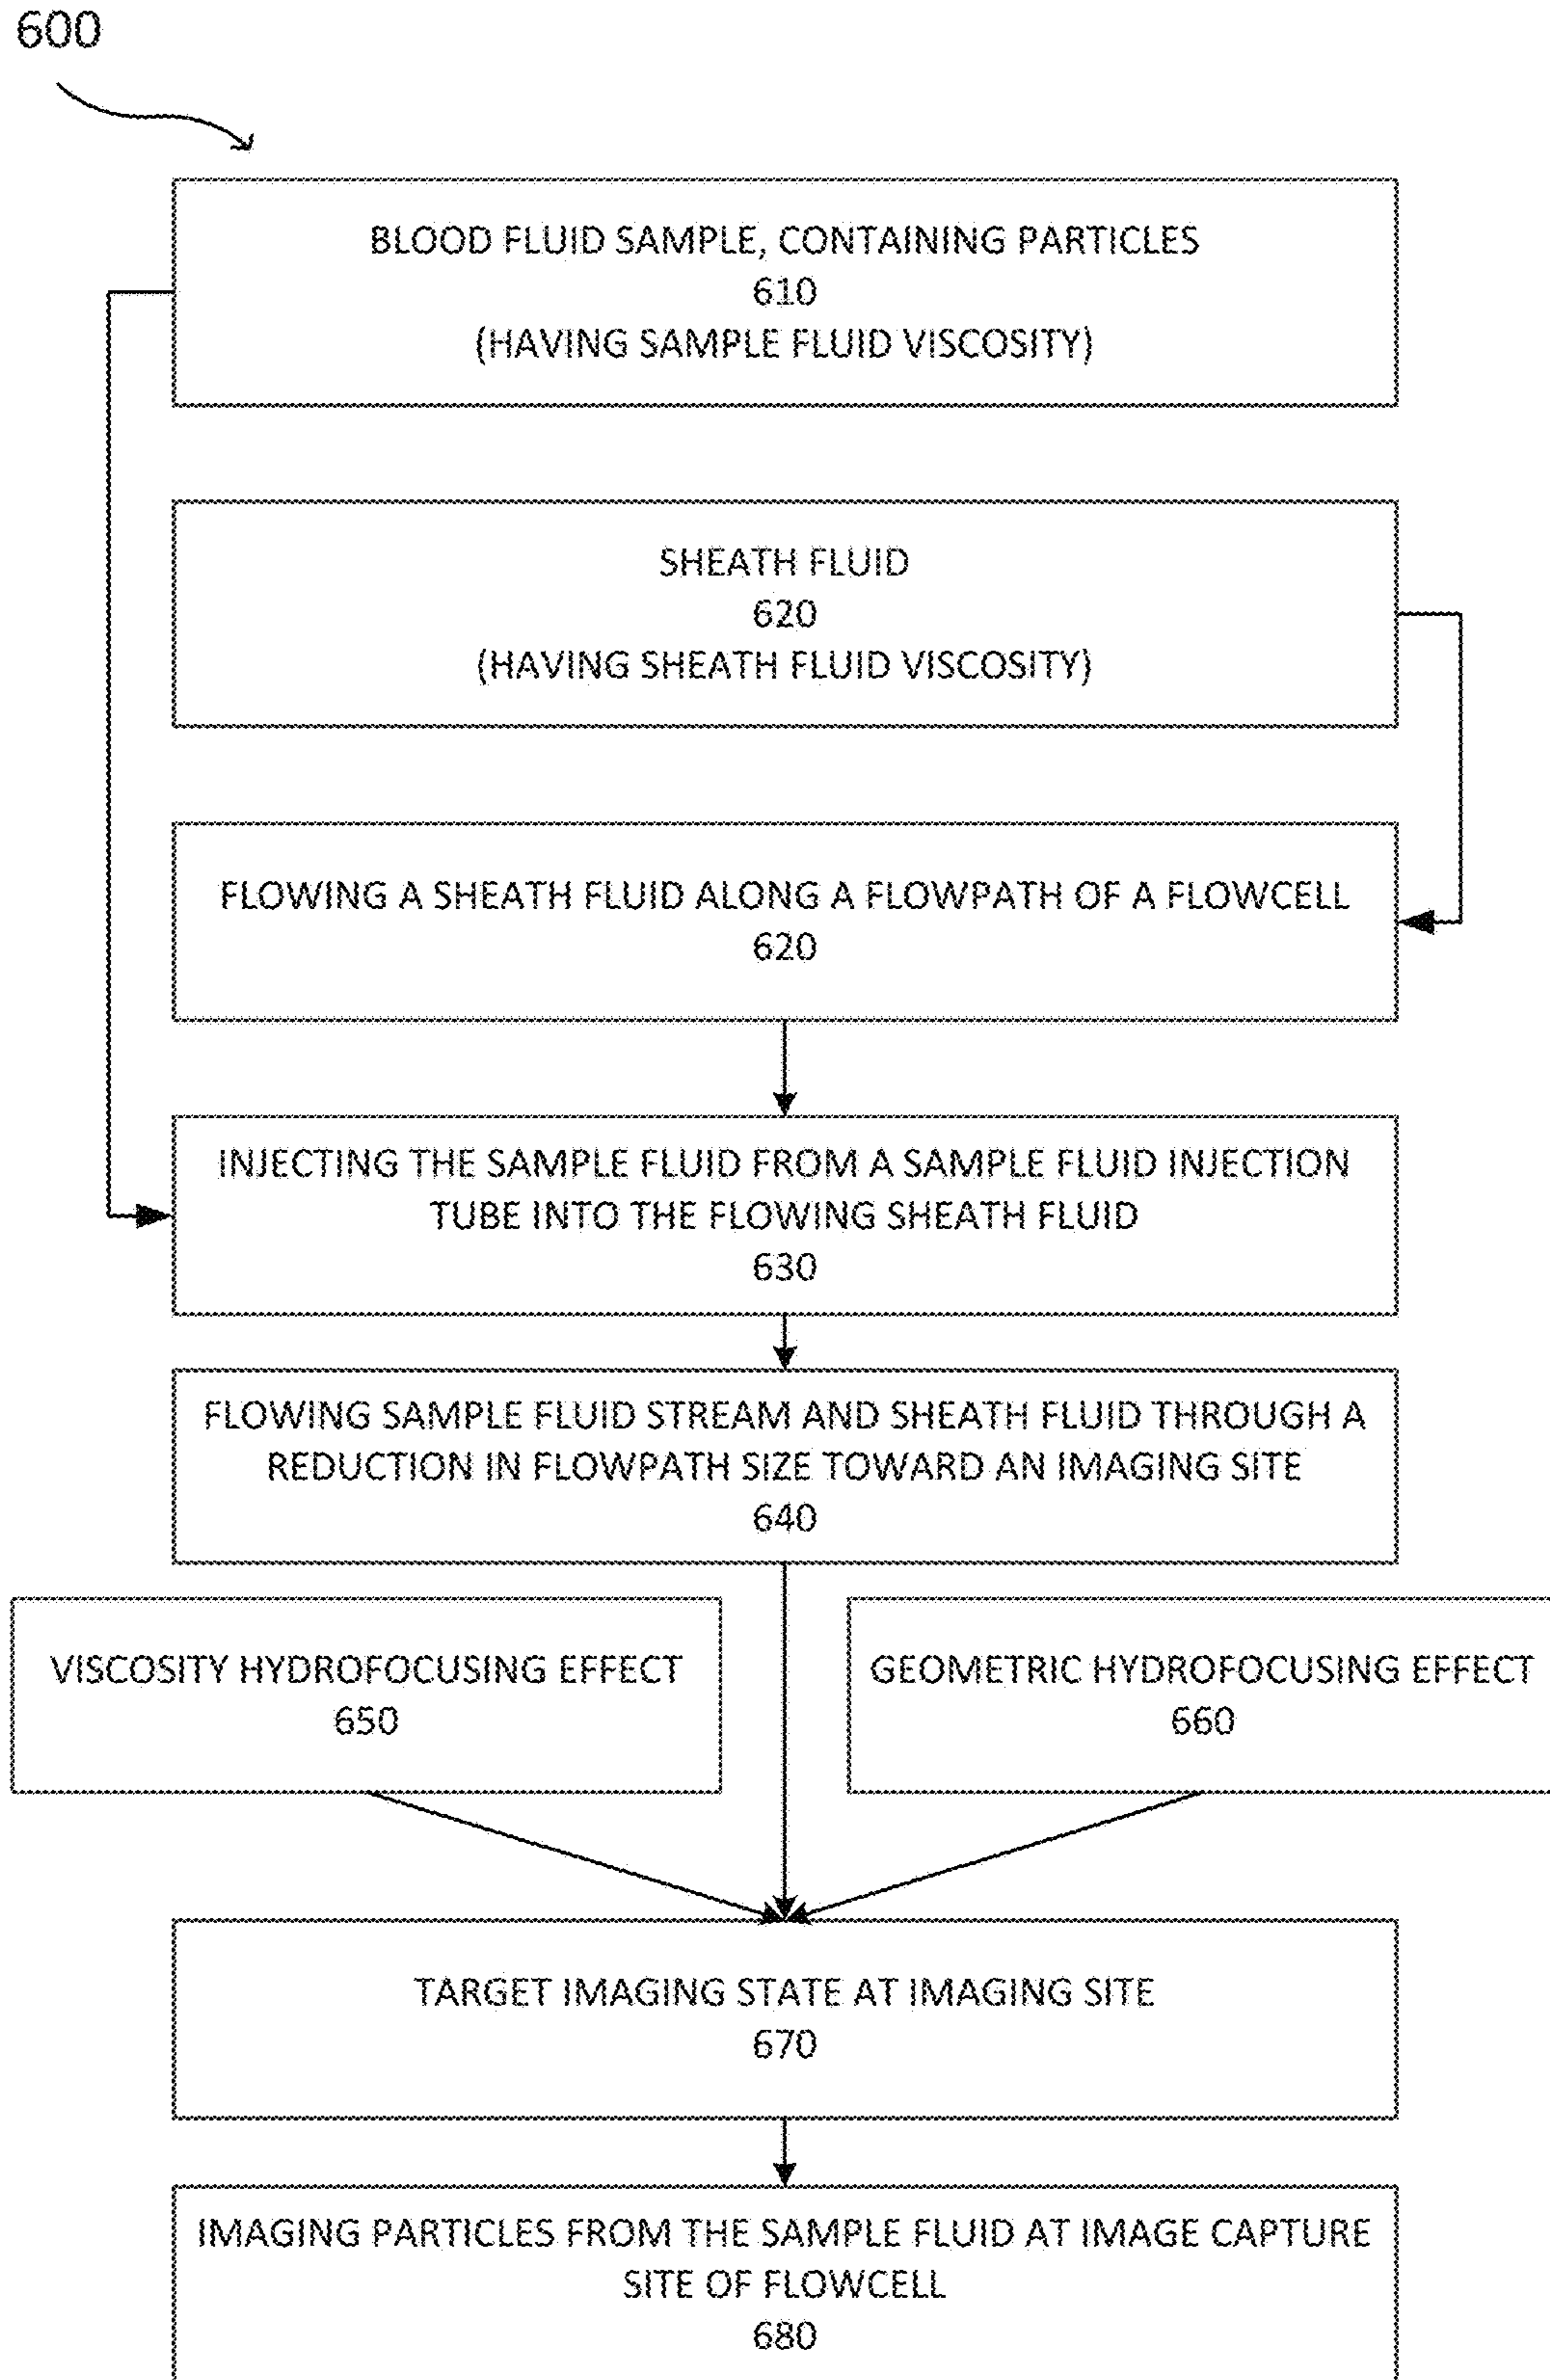 600
BLOOD FLUID SAMPLE, CONTAINING PARTICLES
610
(HAVING SAMPLE FLUID VISCOSITY)
SHEATH FLUID
620
(HAVING SHEATH FLUID VISCOSITY)
FLOWING A SHEATH FLUID ALONG A FLOWPATH OF A FLOWCELL
620
INJECTING THE SAMPLE FLUID FROM A SAMPLE FLUID INJECTION
TUBE INTO THE FLOWING SHEATH FLUID
630
FLOWING SAMPLE FLUID STREAM AND SHEATH FLUID THROUGH A
REDUCTION IN FLOWPATH SIZE TOWARD AN IMAGING SITE
640
VISCOSITY HYDROFOCUSING EFFECT
650
GEOMETRIC HYDROFOCUSING EFFECT
660
TARGET IMAGING STATE AT IMAGING SITE
670
IMAGING PARTICLES FROM THE SAMPLE FLUID AT IMAGE CAPTURE
SITE OF FLOWCELL
680